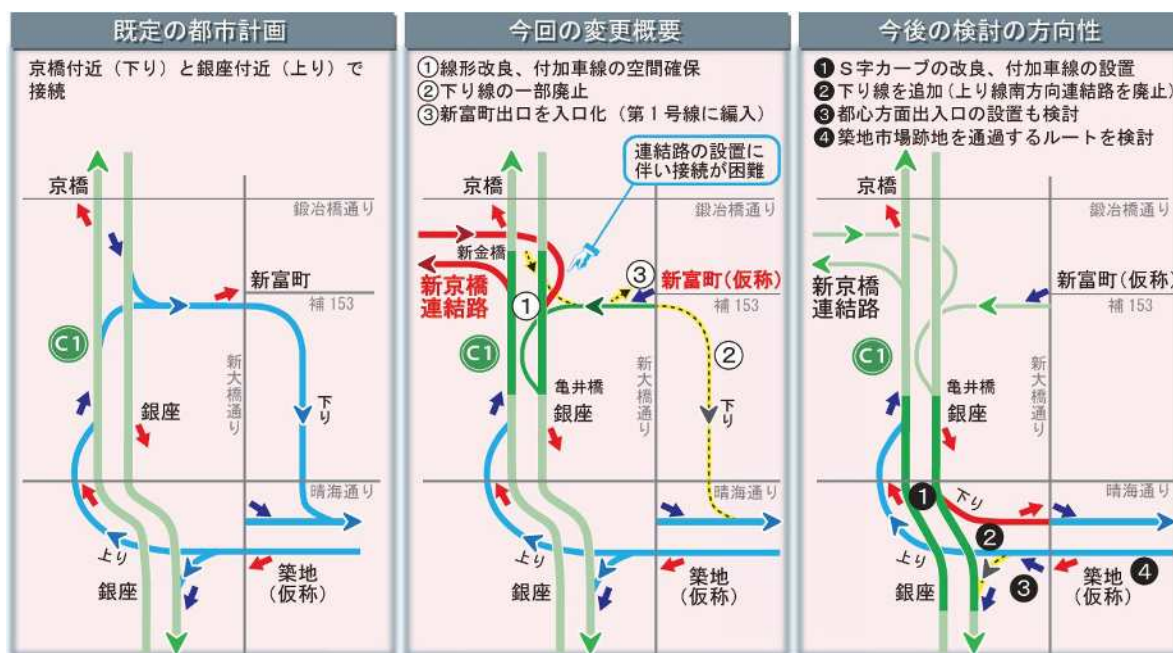 既定の都市計画
京橋付近（下り）と銀座付近（上り）で
接続
京橋
鍛冶橋通り
新富町
補153
C1
新大橋通り
下り
銀座
晴海通り
上り
銀座
築地
（仮称）
今回の変更概要
①線形改良、付加車線の空間確保
②下り線の一部廃止
③新富町出口を入口化（第１号線に編入）
連結路の設置に
伴い接続が困難
京橋
鍛冶橋通り
新金橋
③
新富町（仮称）
新京橋
連結路
①
補153
C1
②
新大橋通り
亀井橋
銀座
下り
晴海通り
上り
銀座
築地
（仮称）
今後の検討の方向性
❶Ｓ字カーブの改良、付加車線の設置
❷下り線を追加（上り線南方向連結路を廃止）
❸都心方面出入口の設置も検討
❹築地市場跡地を通過するルートを検討
京橋
鍛冶橋通り
新京橋
連結路
新富町（仮称）
補153
C1
新大橋通り
亀井橋
銀座
晴海通り
❶
下り
❷
上り
❸
築地
（仮称）
❹
銀座